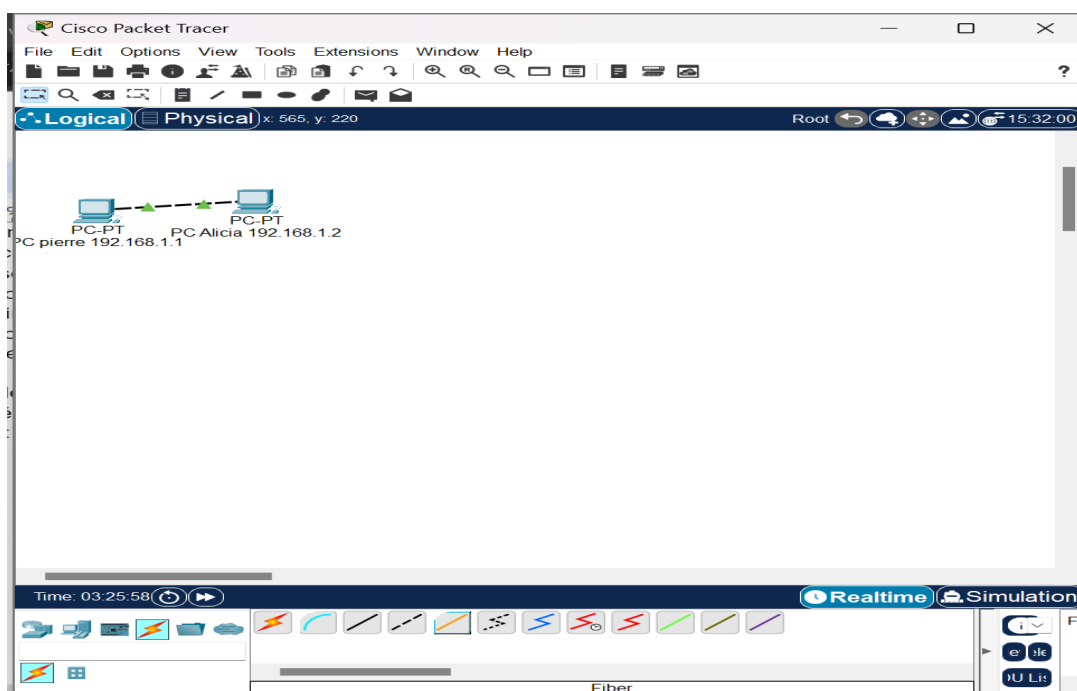 Cisco Packet Tracer
File Edit Options View Tools Extensions Window Help
?
Logical Physical x: 565, y: 220 Root 15:32:00
PC-PT PC-PT
PC pierre 192.168.1.1 PC Alicia 192.168.1.2
Time: 03:25:58 Realtime Simulation
Fiber